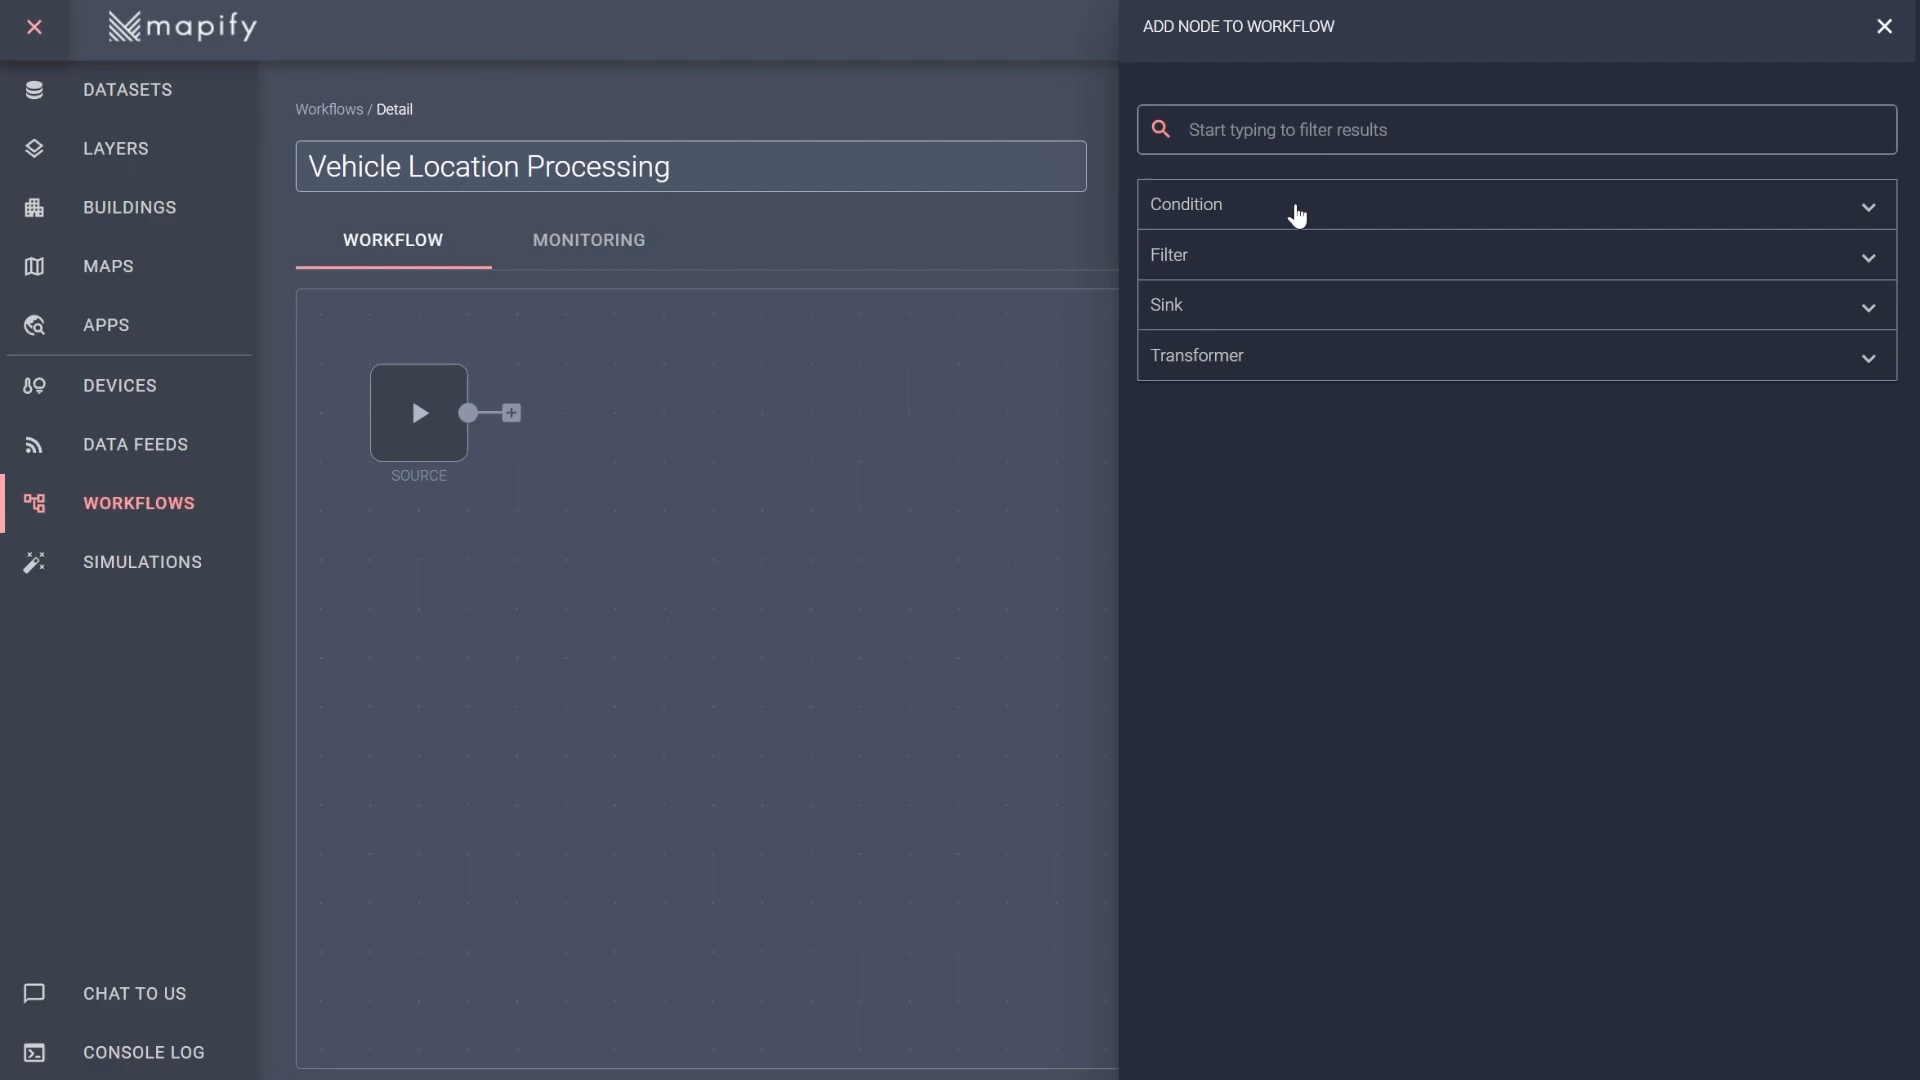 mapify
DATASETS
LAYERS
BUILDINGS
MAPS
APPS
DEVICES
DATA FEEDS
WORKFLOWS
SIMULATIONS
CHAT TO US
CONSOLE LOG
Workflows / Detail
Vehicle Location Processing
WORKFLOW MONITORING
SOURCE
ADD NODE TO WORKFLOW
Start typing to filter results
Condition
Filter
Sink
Transformer